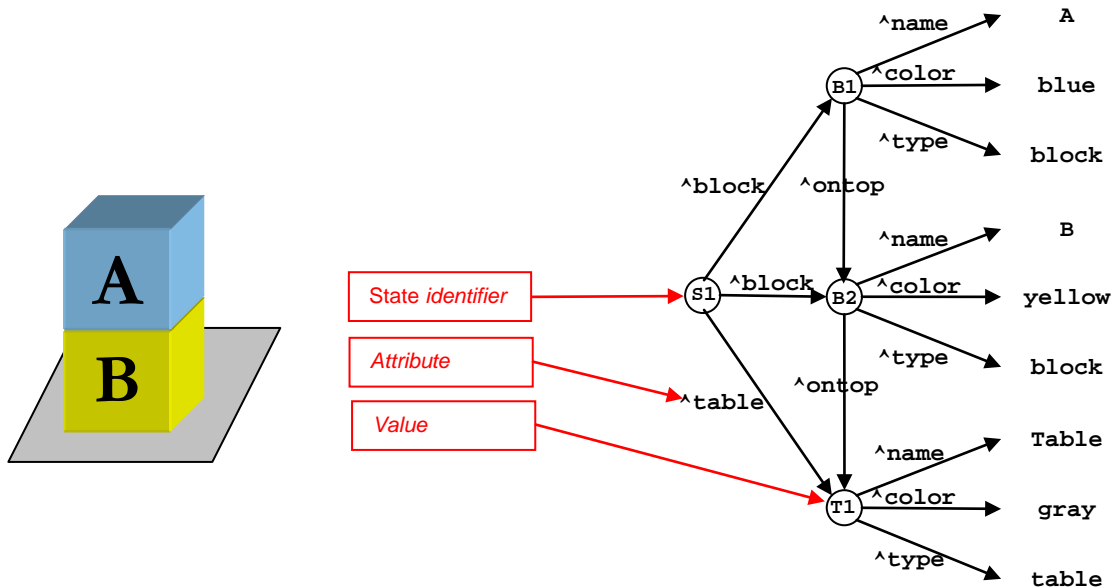 A
B
State identifier
Attribute
Value
^name
A
^color
B1
blue
^type
block
^block
^ontop
^name
B
S1
^block
^color
B2
yellow
^type
block
^ontop
^table
^name
Table
^color
T1
gray
^type
table